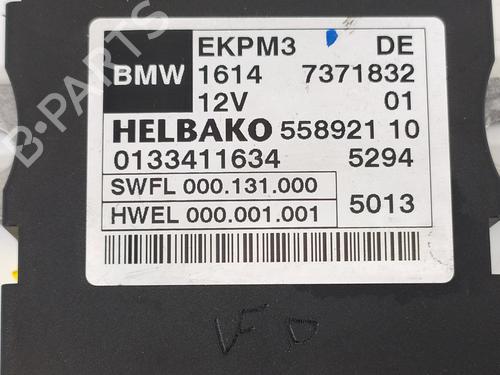 EKPM3 DE
BMW 1614 7371832
12V 01
HELBAKO 558921 10
0133411634 5294
SWFL 000.131.000
HWEL 000.001.001 5013
B-PARTS